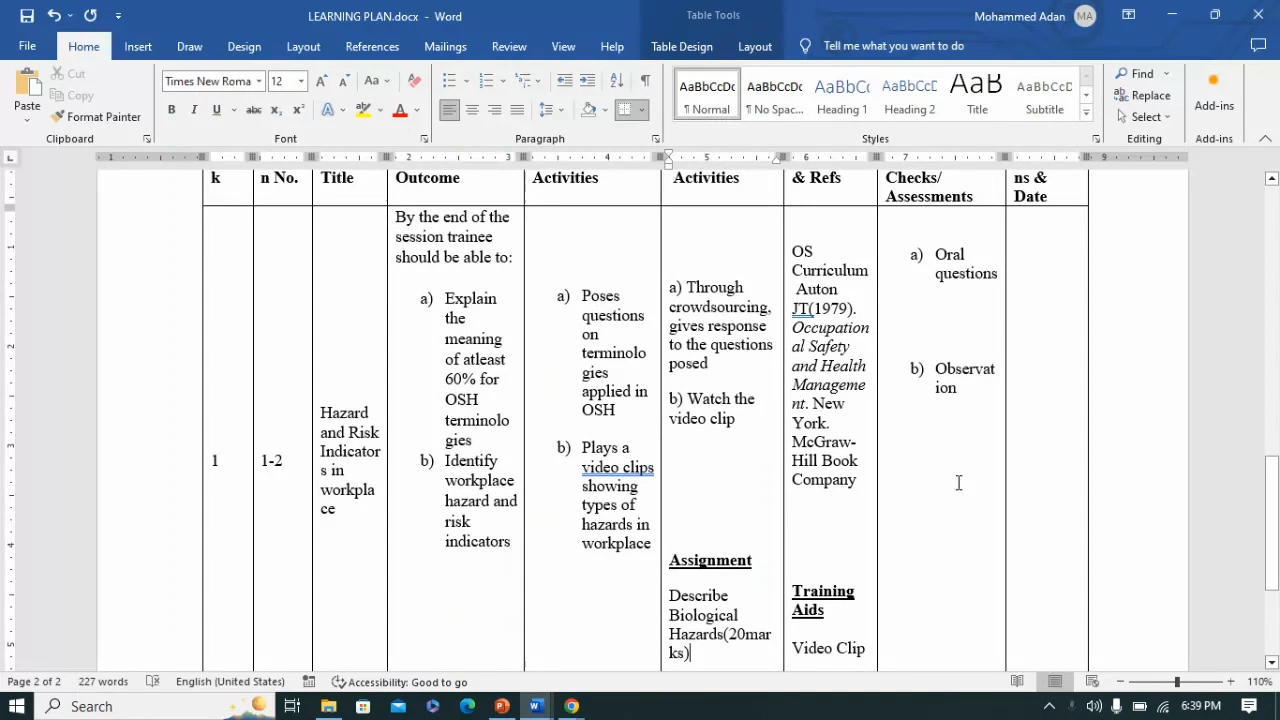 LEARNING PLAN.docx - Word
Table Tools
Mohammed Adan
MA
File
Home
Insert
Draw
Design
Layout
References
Mailings
Review
View
Help
Table Design
Layout
Tell me what you want to do
Paste
Cut
Copy
Format Painter
Clipboard
Times New Roma
12
Font
Paragraph
AaBbCcDc
¶ Normal
AaBbCcDc
¶ No Spac...
AaBbCc
Heading 1
AaBbCcD
Heading 2
AaB
Title
AaBbCcD
Subtitle
Styles
Find
Replace
Select
Editing
Add-ins
Add-ins
k
n No.
Title
Outcome
Activities
Activities
& Refs
Checks/
Assessments
ns &
Date
1
1-2
Hazard
and Risk
Indicator
s in
workpla
ce
By the end of the
session trainee
should be able to:
a) Explain
the
meaning
of atleast
60% for
OSH
terminolo
gies
b) Identify
workplace
hazard and
risk
indicators
a) Poses
questions
on
terminolo
gies
applied in
OSH
b) Plays a
video clips
showing
types of
hazards in
workplace
a) Through
crowdsourcing,
gives response
to the questions
posed
b) Watch the
video clip
Assignment
Describe
Biological
Hazards(20mar
ks)
OS
Curriculum
Auton
JT(1979).
Occupation
al Safety
and Health
Manageme
nt. New
York.
McGraw-
Hill Book
Company
Training
Aids
Video Clip
a) Oral
questions
b) Observat
ion
Page 2 of 2
227 words
English (United States)
Accessibility: Good to go
110%
Search
6:39 PM